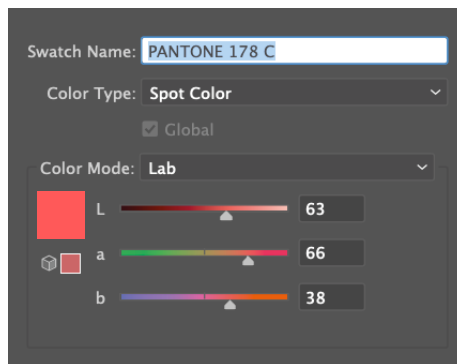 Swatch Name: PANTONE 178 C
Color Type: Spot Color
Global
Color Mode: Lab
L 63
a 66
b 38